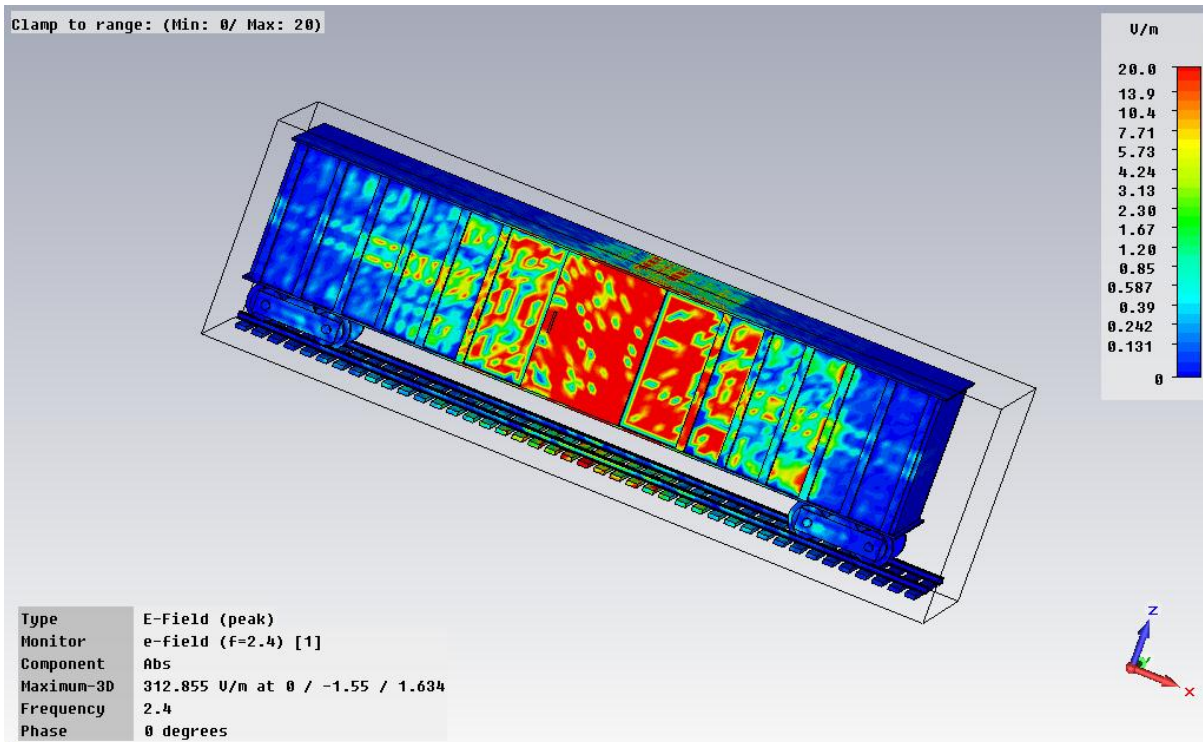 Clamp to range: (Min: 0/ Max: 20)
V/m
20.0
13.9
10.4
7.71
5.73
4.24
3.13
2.30
1.67
1.20
0.85
0.587
0.39
0.242
0.131
0
Type E-Field (peak)
Monitor e-field (f=2.4) [1]
Component Abs
Maximum-3D 312.855 V/m at 0 / -1.55 / 1.634
Frequency 2.4
Phase 0 degrees
z
y
x